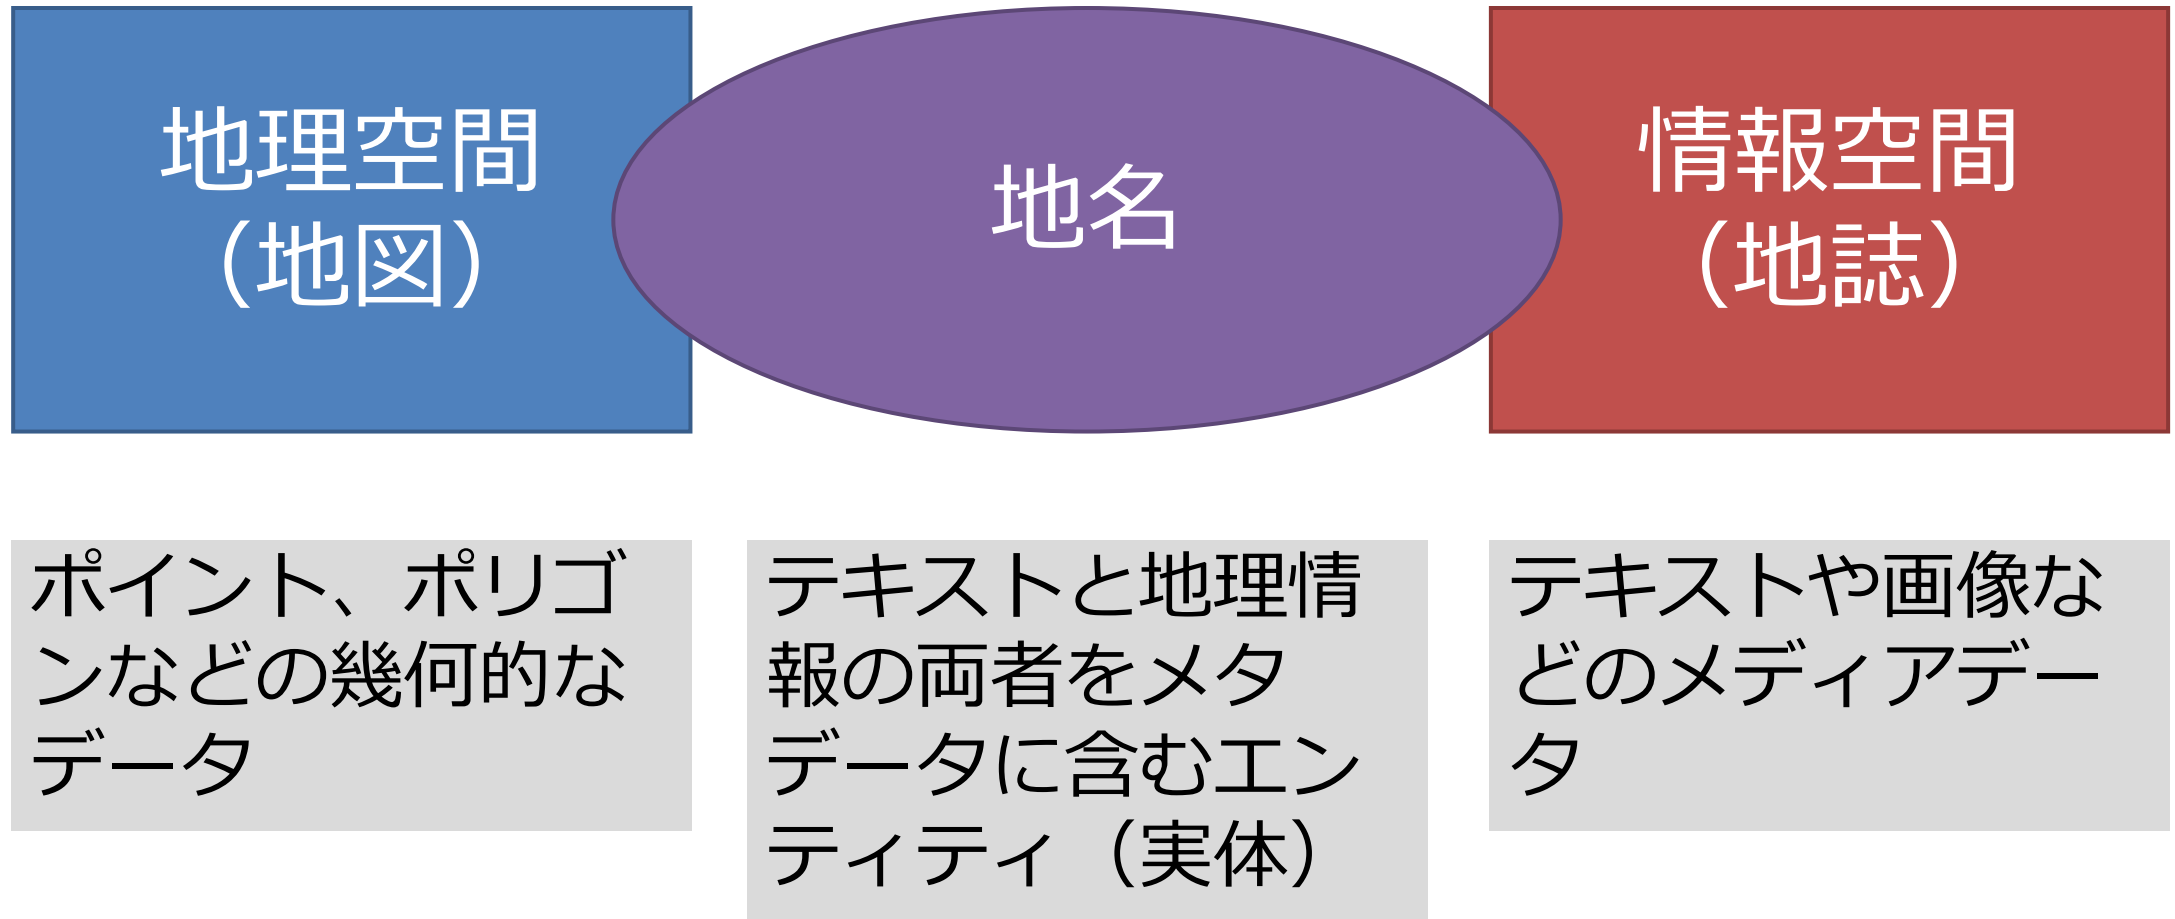 地理空間
（地図）
地名
情報空間
（地誌）
ポイント、ポリゴ
ンなどの幾何的な
データ
テキストと地理情
報の両者をメタ
データに含むエン
ティティ（実体）
テキストや画像な
どのメディアデー
タ